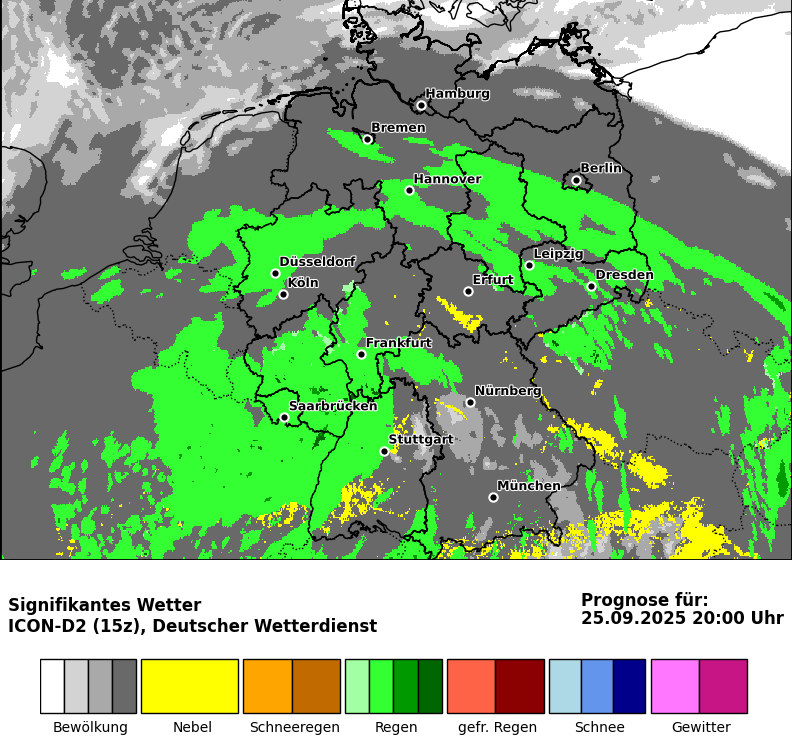 Hamburg
Bremen
Berlin
Hannover
Düsseldorf
Leipzig
Köln
Erfurt
Dresden
Frankfurt
Nürnberg
Saarbrücken
Stuttgart
München
Signifikantes Wetter
ICON-D2 (15z), Deutscher Wetterdienst
Prognose für:
25.09.2025 20:00 Uhr
Bewölkung Nebel Schneeregen Regen gefr. Regen Schnee Gewitter